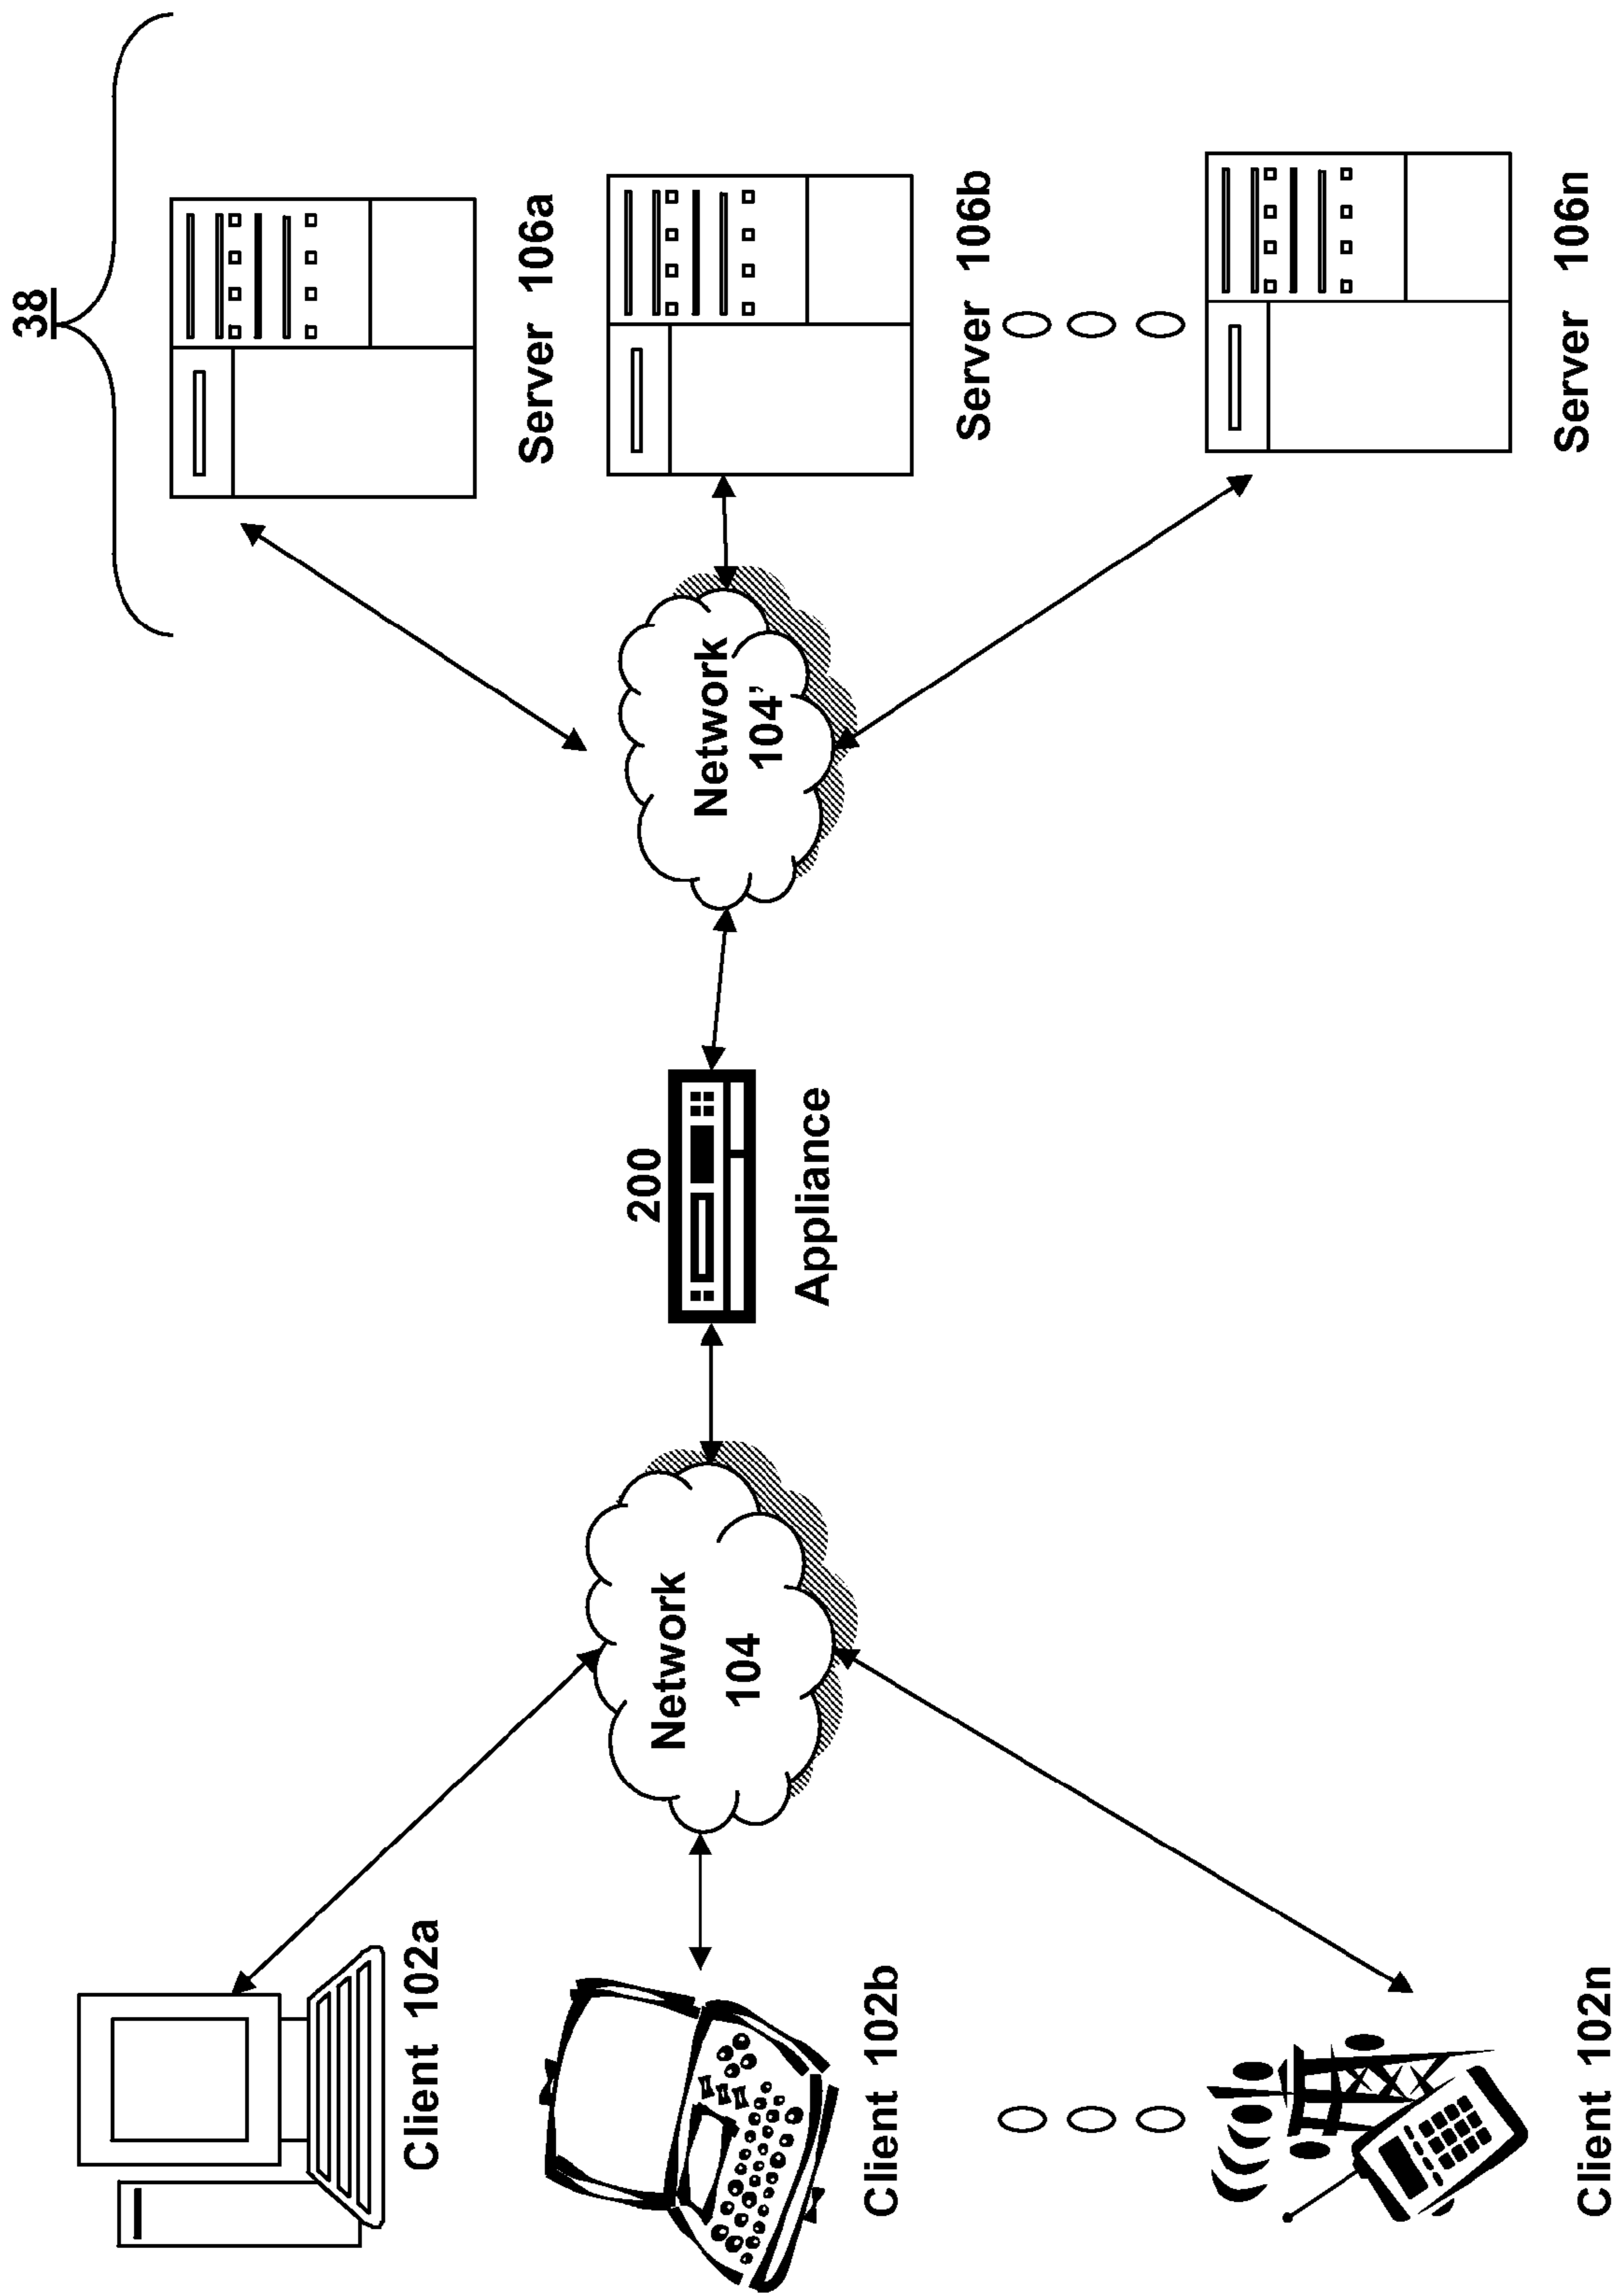 38
Client 102a
Server 106a
200
Network
104
Appliance
Network
104’
Client 102b
Server 106b
Client 102n
Server 106n